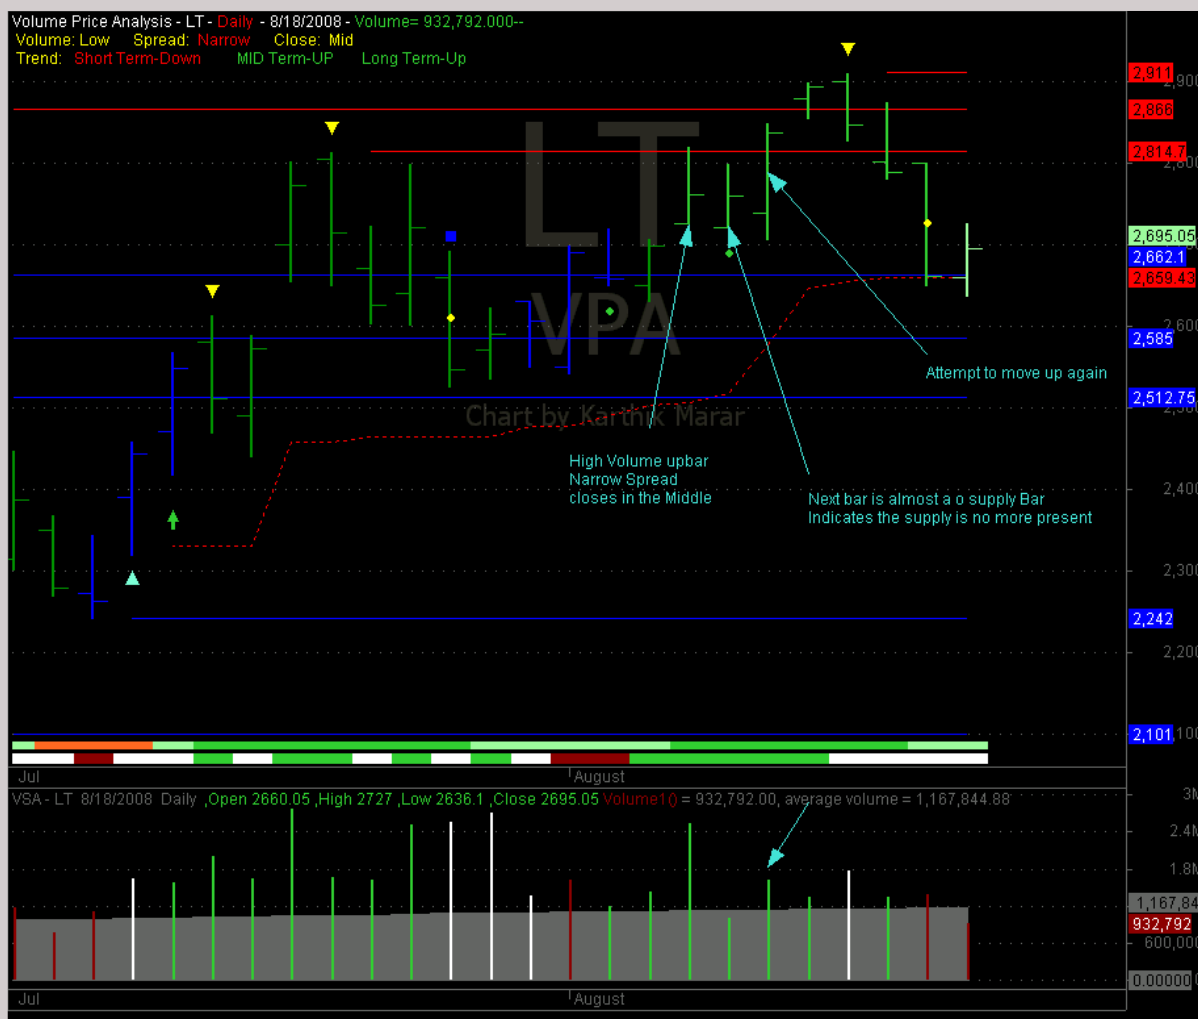 Volume Price Analysis - LT - Daily - 8/18/2008 - Volume= 932,792.000--
Volume: Low Spread: Narrow Close: Mid
Trend: Short Term-Down MID Term-UP Long Term-Up
LT
VPA
Chart by Karthik Marar
2,911
2,866
2,814.7
2,695.05
2,662.1
2,659.43
2,600
2,585
2,512.75
2,400
2,300
2,242
2,200
2,101
Attempt to move up again
High Volume upbar
Narrow Spread
closes in the Middle
Next bar is almost a o supply Bar
Indicates the supply is no more present
Jul August
VSA - LT 8/18/2008 Daily ,Open 2660.05 ,High 2727 ,Low 2636.1 ,Close 2695.05 Volume1() = 932,792.00, average volume = 1,167,844.88
3M
2.4M
1.8M
1,167,84
932,792
600,000
0.00000
Jul August